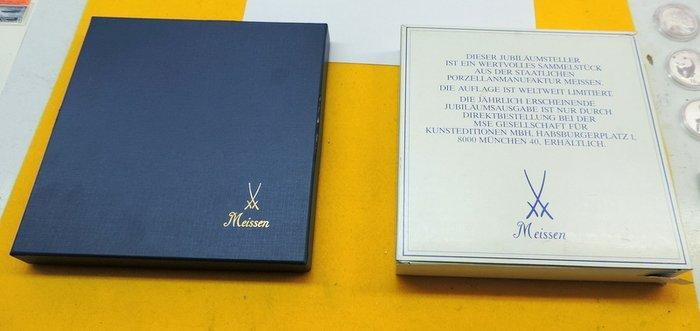 Meissen
DIESER JUBILÄUMSTELLER
IST EIN WERTVOLLES SAMMELSTÜCK
AUS DER STAATLICHEN
PORZELLANMANUFAKTUR MEISSEN.
DIE AUFLAGE IST WELTWEIT LIMITIERT.
DIE JÄHRLICH ERSCHEINENDE
JUBILÄUMSAUSGABE IST NUR DURCH
DIREKTBESTELLUNG BEI DER
MSE GESELLSCHAFT FÜR
KUNSTEDITIONEN MBH, HABSBURGERPLATZ 1,
8000 MÜNCHEN 40, ERHÄLTLICH.
Meissen